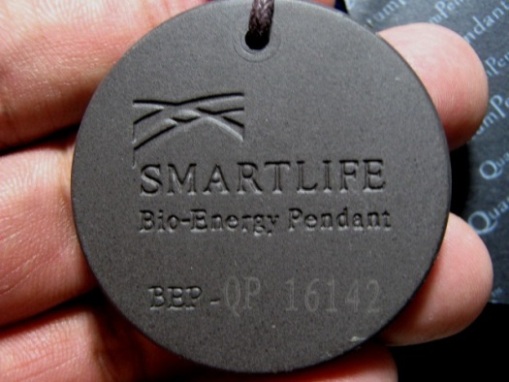 SMARTLIFE
Bio-Energy Pendant
BEP-QP 16142